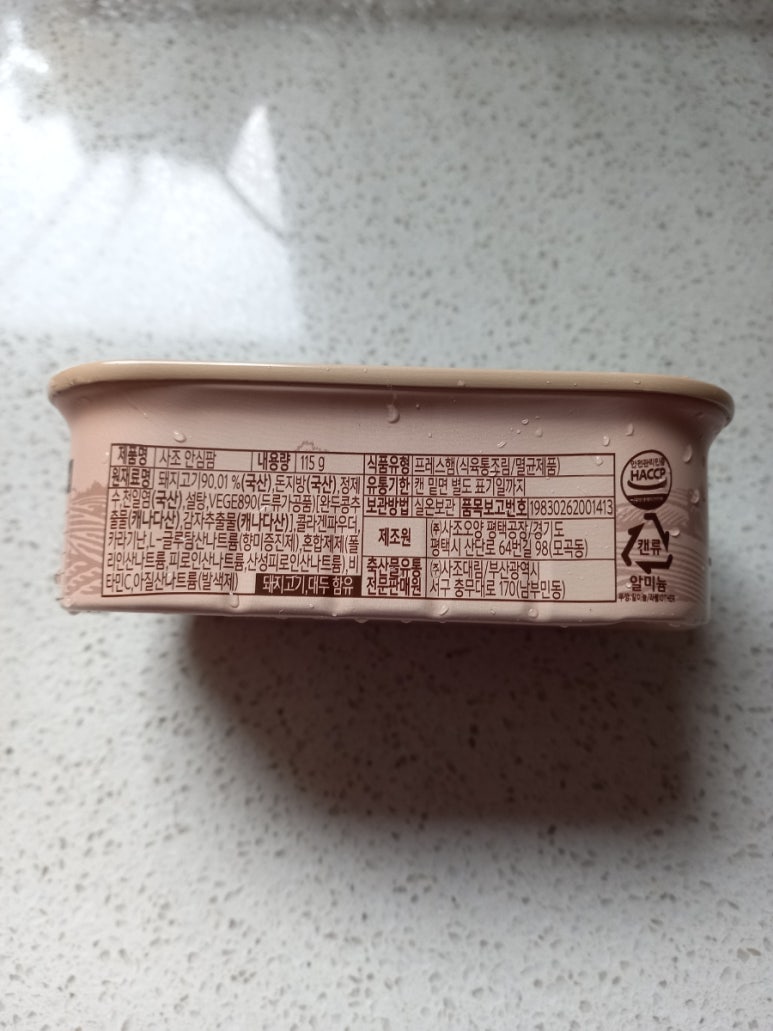 제품명 사조 안심팜 내용량 115 g
원재료명 돼지고기90.01%(국산), 돈지방(국산), 정제
수,천일염(국산),설탕,VEGE890(두류가공품)[완두콩추
출물(캐나다산),감자추출물(캐나다산)],콜라겐파우더,
카라기난,L-글루탐산나트륨(향미증진제),혼합제제(폴
리인산나트륨,피로인산나트륨,산성피로인산나트륨),비
타민C,아질산나트륨(발색제) 돼지고기,대두 함유
식품유형 프레스햄(식육통조림/멸균제품)
유통기한 캔 밑면 별도 표기일까지
보관방법 실온보관 품목보고번호 19830262001413
제조원 ㈜사조오양 평택공장/경기도
평택시 산단로 64번길 98(모곡동)
축산물유통
전문판매원
㈜사조대림/부산광역시
서구 충무대로 170(남부민동)
안전관리인증
HACCP
캔류
알미늄